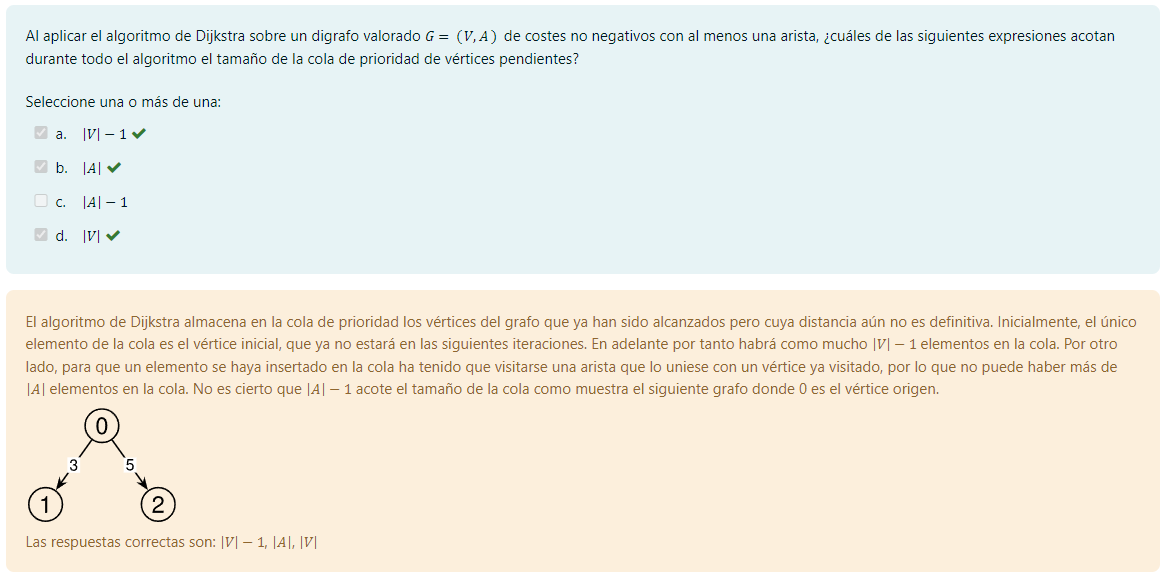 Al aplicar el algoritmo de Dijkstra sobre un digrafo valorado G = (V, A) de costes no negativos con al menos una arista, ¿cuáles de las siguientes expresiones acotan
durante todo el algoritmo el tamaño de la cola de prioridad de vértices pendientes?
Seleccione una o más de una:
a. |V| − 1
b. |A|
c. |A| − 1
d. |V|
El algoritmo de Dijkstra almacena en la cola de prioridad los vértices del grafo que ya han sido alcanzados pero cuya distancia aún no es definitiva. Inicialmente, el único
elemento de la cola es el vértice inicial, que ya no estará en las siguientes iteraciones. En adelante por tanto habrá como mucho |V| − 1 elementos en la cola. Por otro
lado, para que un elemento se haya insertado en la cola ha tenido que visitarse una arista que lo uniese con un vértice ya visitado, por lo que no puede haber más de
|A| elementos en la cola. No es cierto que |A| − 1 acote el tamaño de la cola como muestra el siguiente grafo donde 0 es el vértice origen.
0
3 5
1 2
Las respuestas correctas son: |V| − 1, |A|, |V|